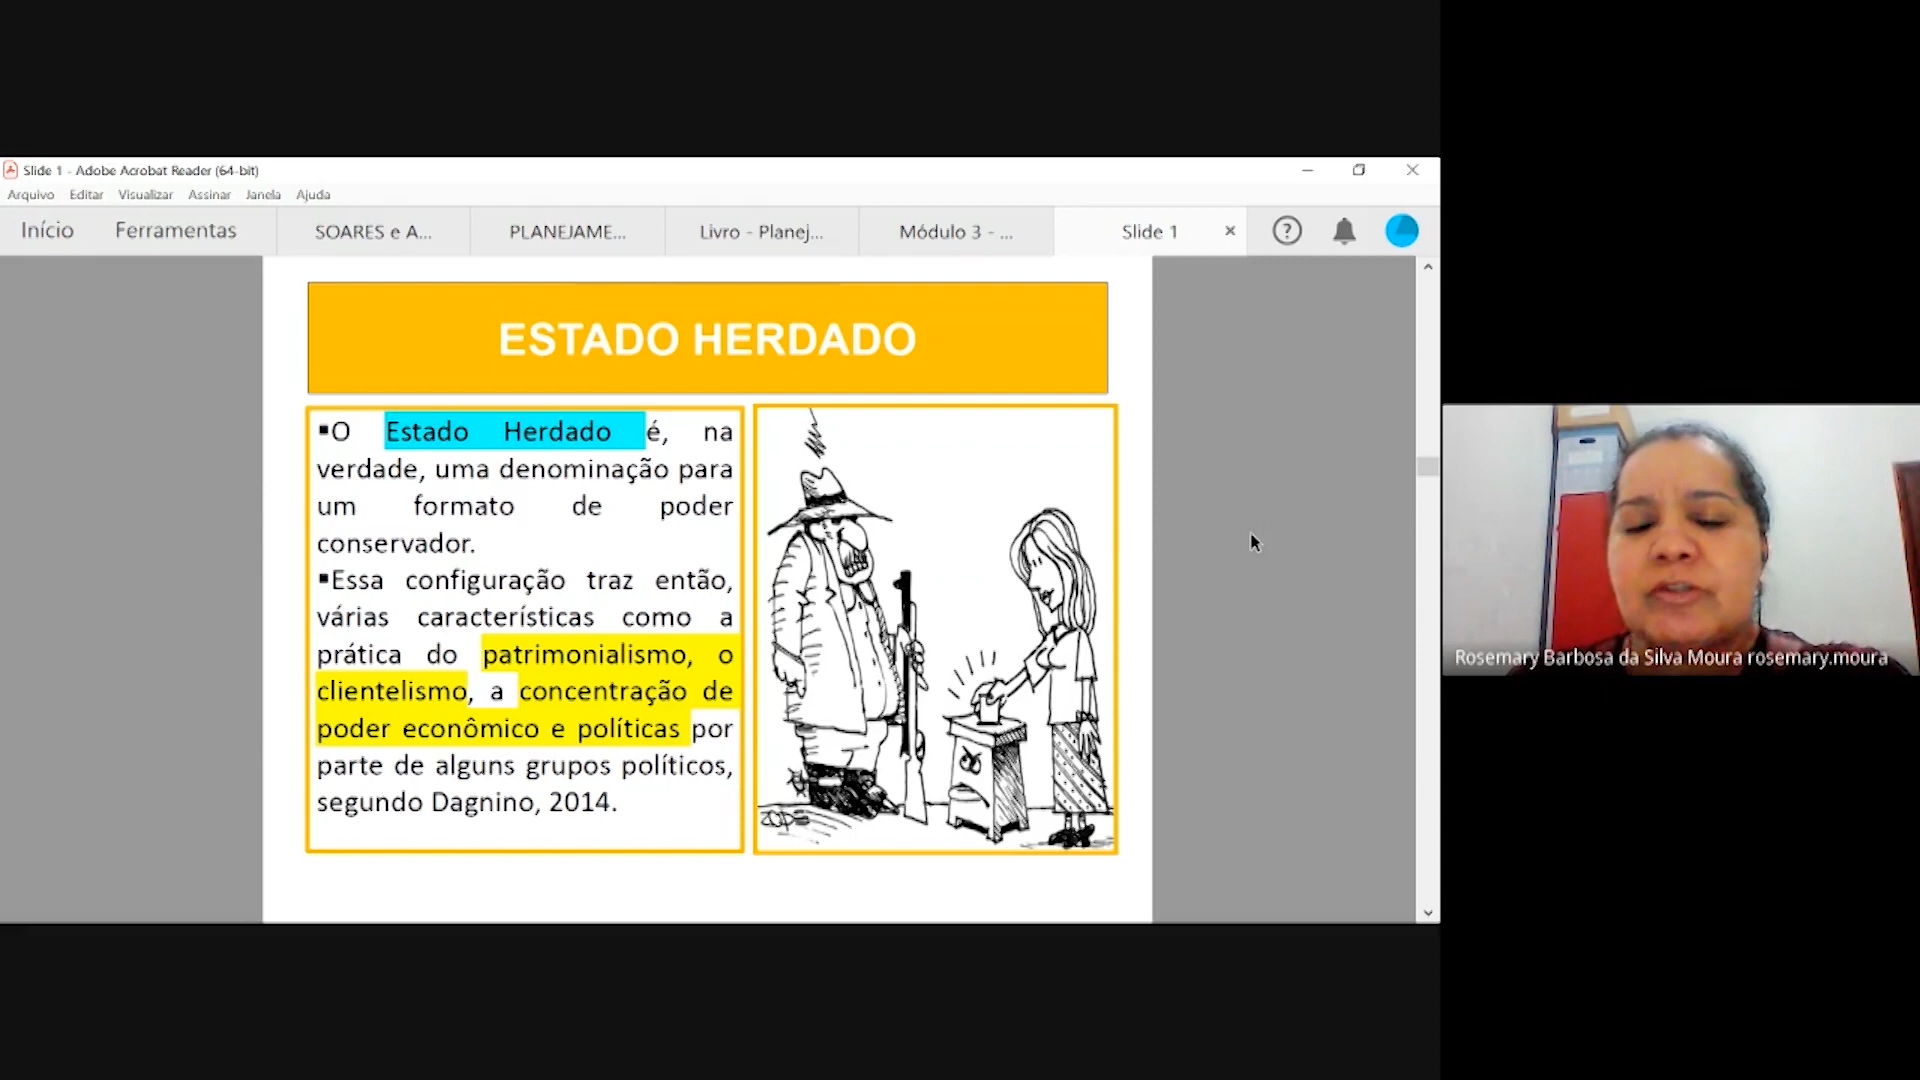 Slide 1 - Adobe Acrobat Reader (64-bit)
Arquivo Editar Visualizar Assinar Janela Ajuda
Início Ferramentas SOARES e A... PLANEJAME... Livro - Planej... Módulo 3 - ... Slide 1
ESTADO HERDADO
▪O Estado Herdado é, na
verdade, uma denominação para
um formato de poder
conservador.
▪Essa configuração traz então,
várias características como a
prática do patrimonialismo, o
clientelismo, a concentração de
poder econômico e políticas por
parte de alguns grupos políticos,
segundo Dagnino, 2014.
ZOPE
Rosemary Barbosa da Silva Moura rosemary.moura